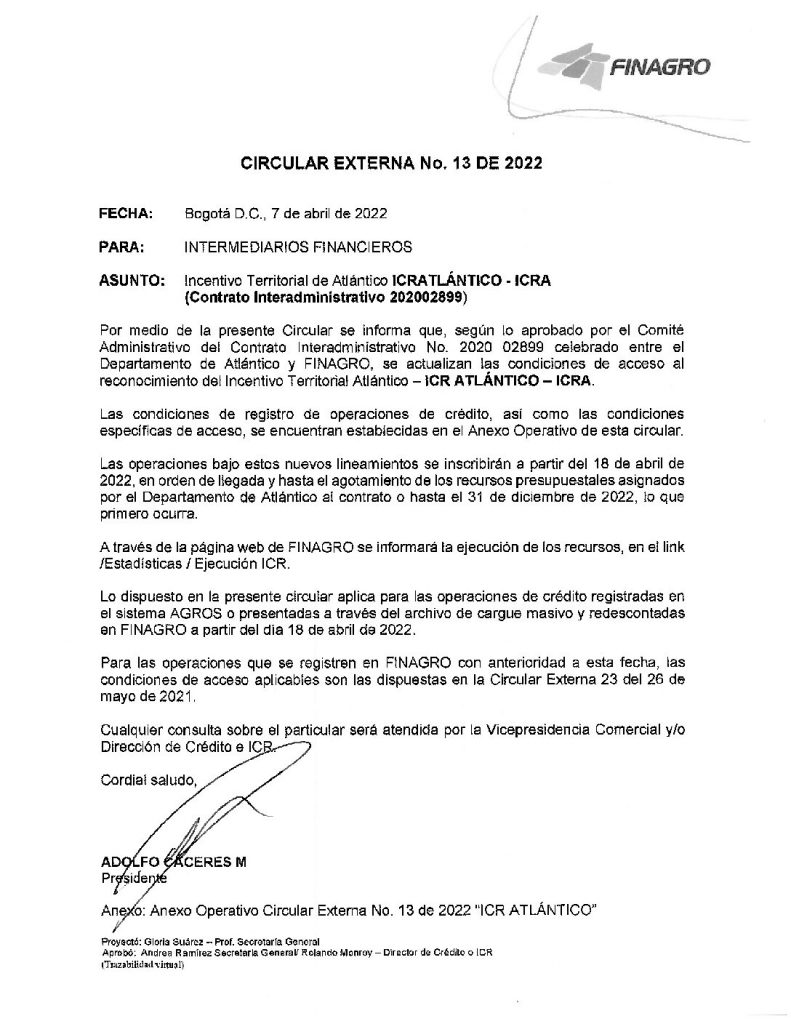 FINAGRO
CIRCULAR EXTERNA No. 13 DE 2022
FECHA: Bogotá D.C., 7 de abril de 2022
PARA: INTERMEDIARIOS FINANCIEROS
ASUNTO: Incentivo Territorial de Atlántico ICRATLÁNTICO - ICRA
(Contrato Interadministrativo 202002899)
Por medio de la presente Circular se informa que, según lo aprobado por el Comité
Administrativo del Contrato Interadministrativo No. 2020 02899 celebrado entre el
Departamento de Atlántico y FINAGRO, se actualizan las condiciones de acceso al
reconocimiento del Incentivo Territorial Atlántico – ICR ATLÁNTICO – ICRA.
Las condiciones de registro de operaciones de crédito, así como las condiciones
específicas de acceso, se encuentran establecidas en el Anexo Operativo de esta circular.
Las operaciones bajo estos nuevos lineamientos se inscribirán a partir del 18 de abril de
2022, en orden de llegada y hasta el agotamiento de los recursos presupuestales asignados
por el Departamento de Atlántico al contrato o hasta el 31 de diciembre de 2022, lo que
primero ocurra.
A través de la página web de FINAGRO se informará la ejecución de los recursos, en el link
/Estadísticas / Ejecución ICR.
Lo dispuesto en la presente circular aplica para las operaciones de crédito registradas en
el sistema AGROS o presentadas a través del archivo de cargue masivo y redescontadas
en FINAGRO a partir del día 18 de abril de 2022.
Para las operaciones que se registren en FINAGRO con anterioridad a esta fecha, las
condiciones de acceso aplicables son las dispuestas en la Circular Externa 23 del 26 de
mayo de 2021.
Cualquier consulta sobre el particular será atendida por la Vicepresidencia Comercial y/o
Dirección de Crédito e ICR.
Cordial saludo,
ADOLFO CÁCERES M
Presidente
Anexo: Anexo Operativo Circular Externa No. 13 de 2022 "ICR ATLÁNTICO"
Proyectó: Gloria Suárez – Prof. Secretaría General
Aprobó: Andrea Ramírez Secretaria General/ Rolando Monroy – Director de Crédito o ICR
(Trazabilidad virtual)